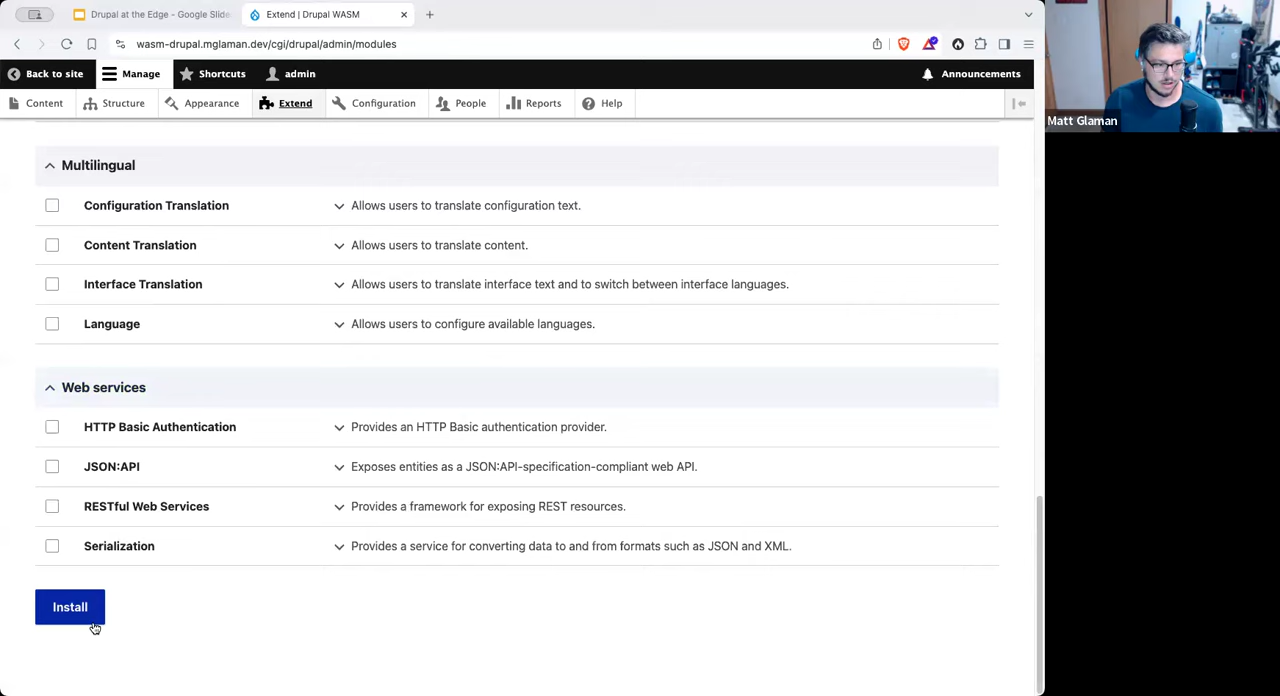 Drupal at the Edge - Google Slide
Extend | Drupal WASM
wasm-drupal.mglaman.dev/cgi/drupal/admin/modules
Back to site
Manage
Shortcuts
admin
Announcements
Content
Structure
Appearance
Extend
Configuration
People
Reports
Help
Matt Glaman
Multilingual
Configuration Translation Allows users to translate configuration text.
Content Translation Allows users to translate content.
Interface Translation Allows users to translate interface text and to switch between interface languages.
Language Allows users to configure available languages.
Web services
HTTP Basic Authentication Provides an HTTP Basic authentication provider.
JSON:API Exposes entities as a JSON:API-specification-compliant web API.
RESTful Web Services Provides a framework for exposing REST resources.
Serialization Provides a service for converting data to and from formats such as JSON and XML.
Install